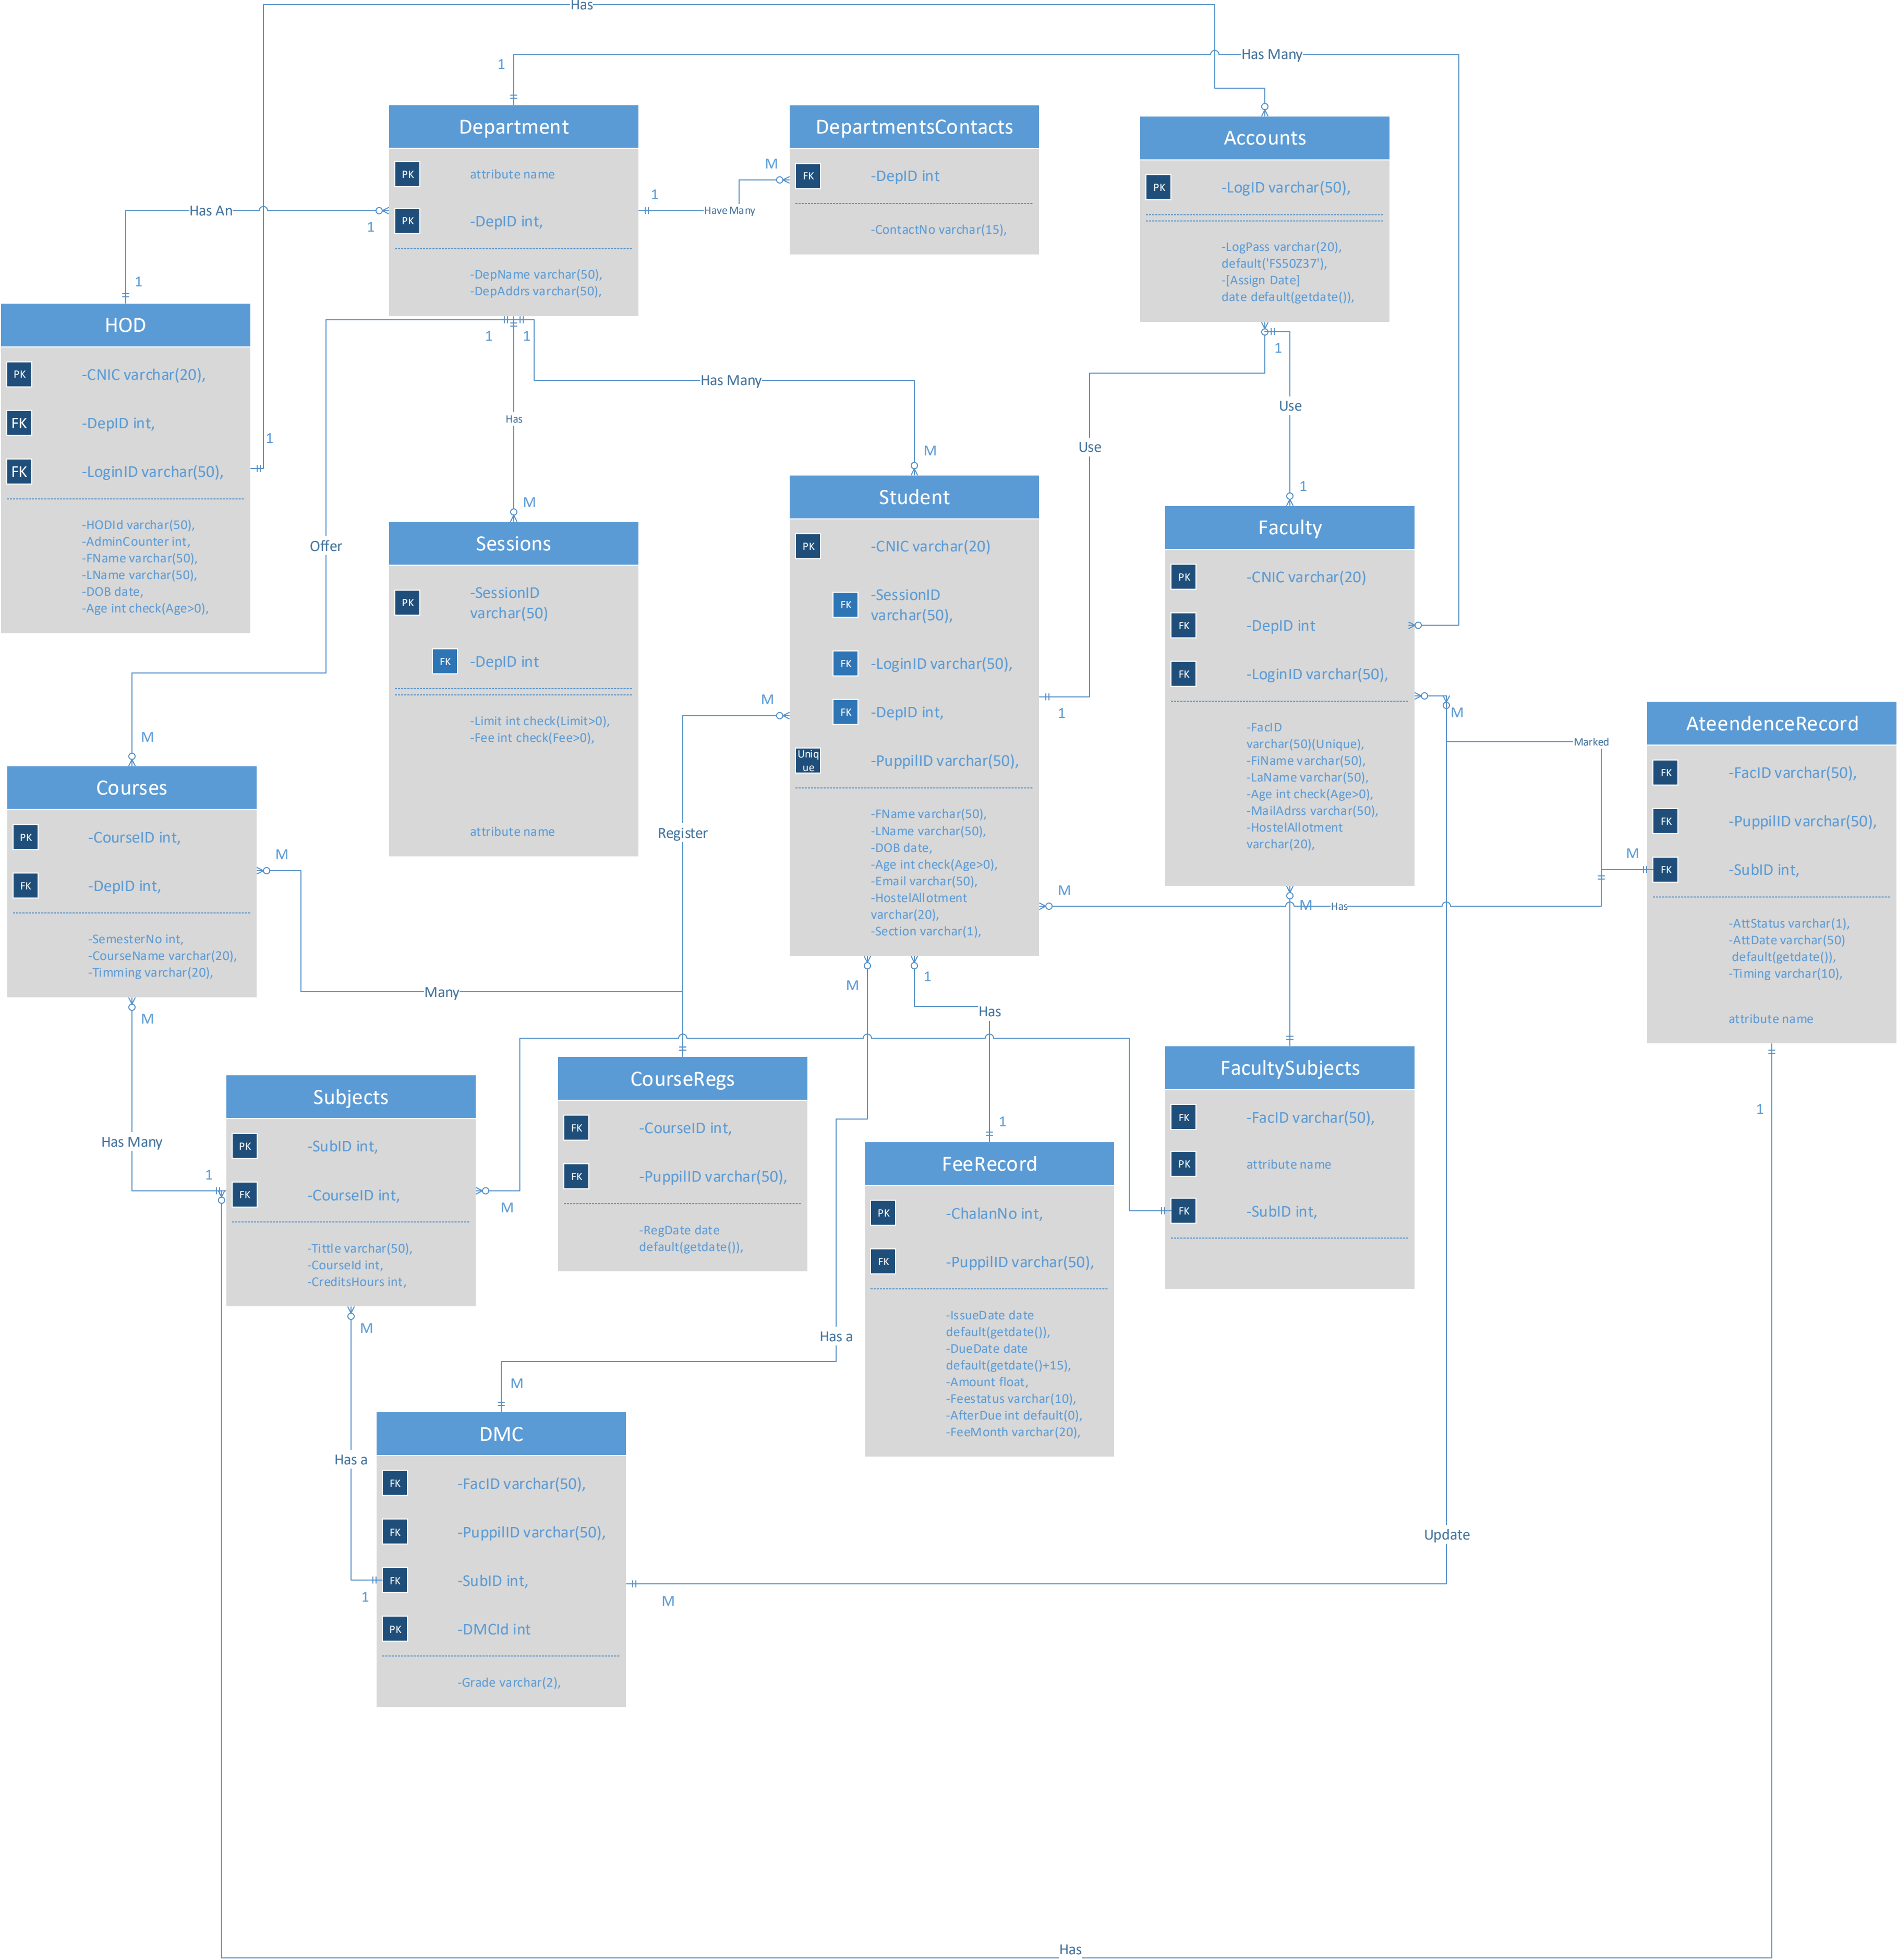 Has
Has Many
1
Department
PK
attribute name
PK
-DepID int,
-DepName varchar(50),
-DepAddrs varchar(50),
DepartmentsContacts
FK
-DepID int
-ContactNo varchar(15),
Accounts
PK
-LogID varchar(50),
-LogPass varchar(20),
default('FS50Z37'),
-[Assign Date]
date default(getdate()),
M
1
Have Many
Has An
1
1
HOD
PK
-CNIC varchar(20),
FK
-DepID int,
FK
-LoginID varchar(50),
-HODId varchar(50),
-AdminCounter int,
-FName varchar(50),
-LName varchar(50),
-DOB date,
-Age int check(Age>0),
1
1
1
1
Has Many
Has
Use
Use
M
M
1
Offer
Sessions
PK
-SessionID
varchar(50)
FK
-DepID int
-Limit int check(Limit>0),
-Fee int check(Fee>0),
attribute name
Student
PK
-CNIC varchar(20)
FK
-SessionID
varchar(50),
FK
-LoginID varchar(50),
FK
-DepID int,
Uniq
ue
-PuppilID varchar(50),
-FName varchar(50),
-LName varchar(50),
-DOB date,
-Age int check(Age>0),
-Email varchar(50),
-HostelAllotment
varchar(20),
-Section varchar(1),
Faculty
PK
-CNIC varchar(20)
FK
-DepID int
FK
-LoginID varchar(50),
-FacID
varchar(50)(Unique),
-FiName varchar(50),
-LaName varchar(50),
-Age int check(Age>0),
-MailAdrss varchar(50),
-HostelAllotment
varchar(20),
M
1
M
M
Marked
AteendenceRecord
FK
-FacID varchar(50),
FK
-PuppilID varchar(50),
FK
-SubID int,
-AttStatus varchar(1),
-AttDate varchar(50)
default(getdate()),
-Timing varchar(10),
attribute name
Courses
PK
-CourseID int,
FK
-DepID int,
-SemesterNo int,
-CourseName varchar(20),
-Timming varchar(20),
Register
M
M
M
M
Has
M
1
Many
M
Has
Subjects
PK
-SubID int,
FK
-CourseID int,
-Tittle varchar(50),
-CourseId int,
-CreditsHours int,
CourseRegs
FK
-CourseID int,
FK
-PuppilID varchar(50),
-RegDate date
default(getdate()),
FacultySubjects
FK
-FacID varchar(50),
PK
attribute name
FK
-SubID int,
1
1
Has Many
1
M
FeeRecord
PK
-ChalanNo int,
FK
-PuppilID varchar(50),
-IssueDate date
default(getdate()),
-DueDate date
default(getdate()+15),
-Amount float,
-Feestatus varchar(10),
-AfterDue int default(0),
-FeeMonth varchar(20),
M
Has a
M
DMC
FK
-FacID varchar(50),
FK
-PuppilID varchar(50),
FK
-SubID int,
PK
-DMCId int
-Grade varchar(2),
Has a
1
Update
M
Has